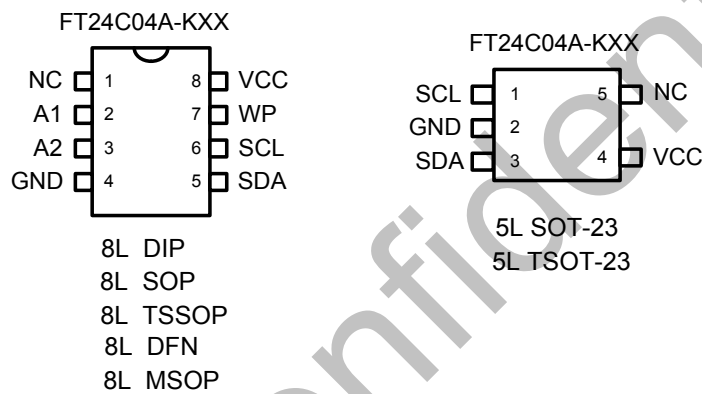 FT24C04A-KXX
NC 1 8 VCC
A1 2 7 WP
A2 3 6 SCL
GND 4 5 SDA
8L DIP
8L SOP
8L TSSOP
8L DFN
8L MSOP
FT24C04A-KXX
SCL 1 5 NC
GND 2
SDA 3 4 VCC
5L SOT-23
5L TSOT-23